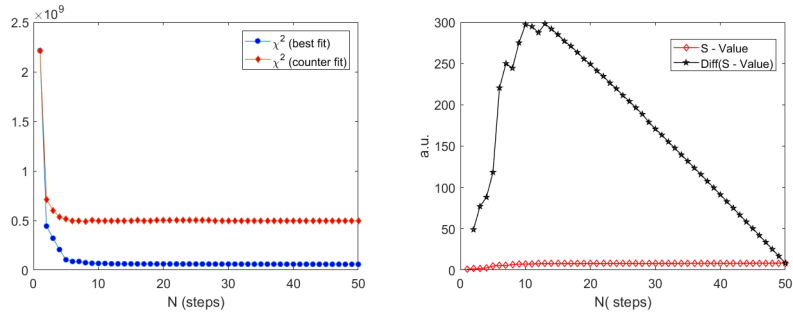 ×10^9
2.5
2
1.5
1
0.5
0
0 10 20 30 40 50
N (steps)
χ² (best fit)
χ² (counter fit)
300
250
200
150
100
50
0
a.u.
0 10 20 30 40 50
N( steps)
S - Value
Diff(S - Value)